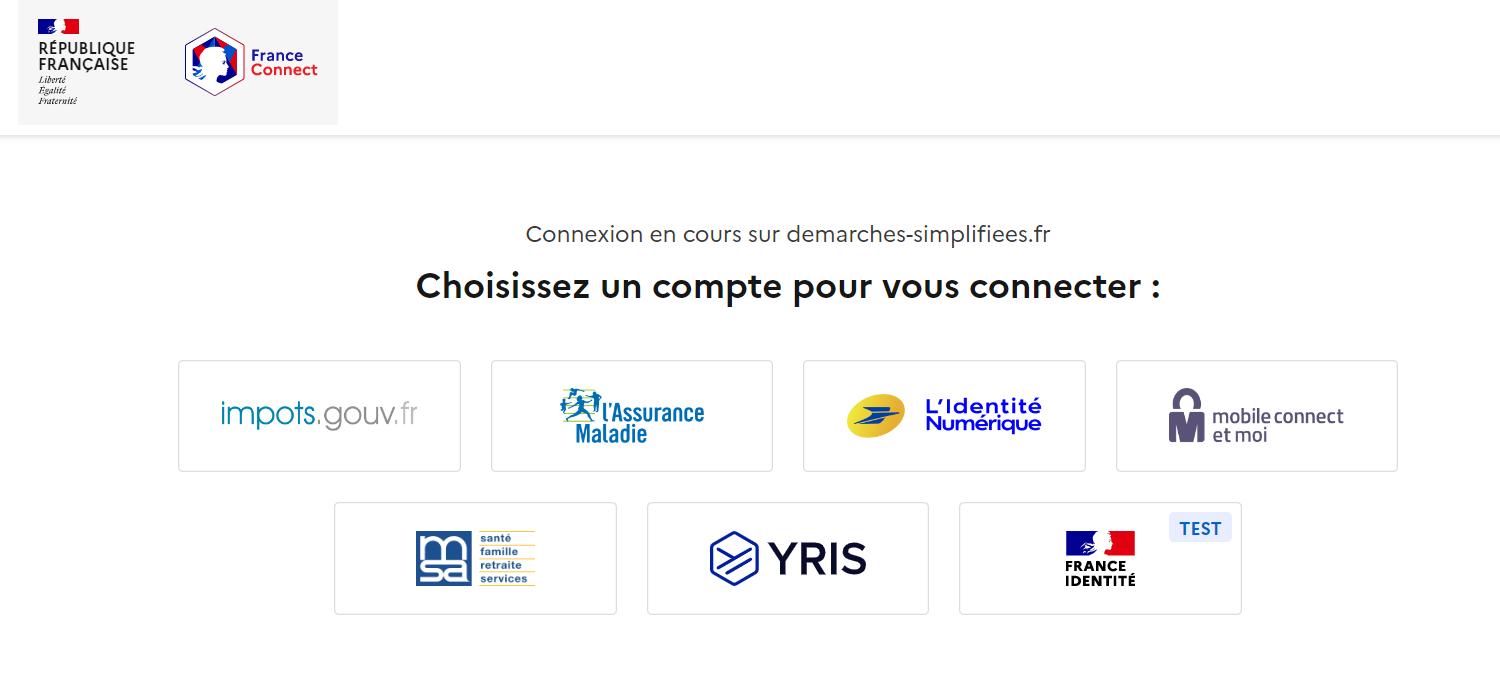 RÉPUBLIQUE
FRANÇAISE
Liberté
Égalité
Fraternité
France
Connect
Connexion en cours sur demarches-simplifiees.fr
Choisissez un compte pour vous connecter :
impots.gouv.fr
l'Assurance
Maladie
L'Identité
Numérique
mobile connect
et moi
msa
santé
famille
retraite
services
YRIS
TEST
FRANCE
IDENTITÉ